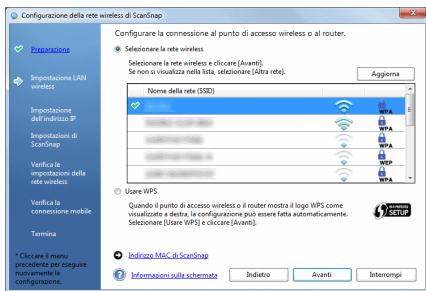 Configurazione della rete wireless di ScanSnap
Preparazione
Impostazione LAN
wireless
Impostazione
dell'indirizzo IP
Impostazioni di
ScanSnap
Verifica le
impostazioni della
rete wireless
Verifica la
connessione mobile
Termina
* Cliccare il menu
precedente per eseguire
nuovamente la
configurazione.
Configurare la connessione al punto di accesso wireless o al router.
Selezionare la rete wireless
Selezionare la rete wireless e cliccare [Avanti].
Se non si visualizza nella lista, selezionare [Altra rete].
Aggiorna
Nome della rete (SSID)
WPA
WPA
WPA
WEP
WPA
Usare WPS
Quando il punto di accesso wireless o il router mostra il logo WPS come
visualizzato a destra, la configurazione può essere fatta automaticamente.
Selezionare [Usare WPS] e cliccare [Avanti].
SETUP
Indirizzo MAC di ScanSnap
Informazioni sulla schermata
Indietro
Avanti
Interrompi